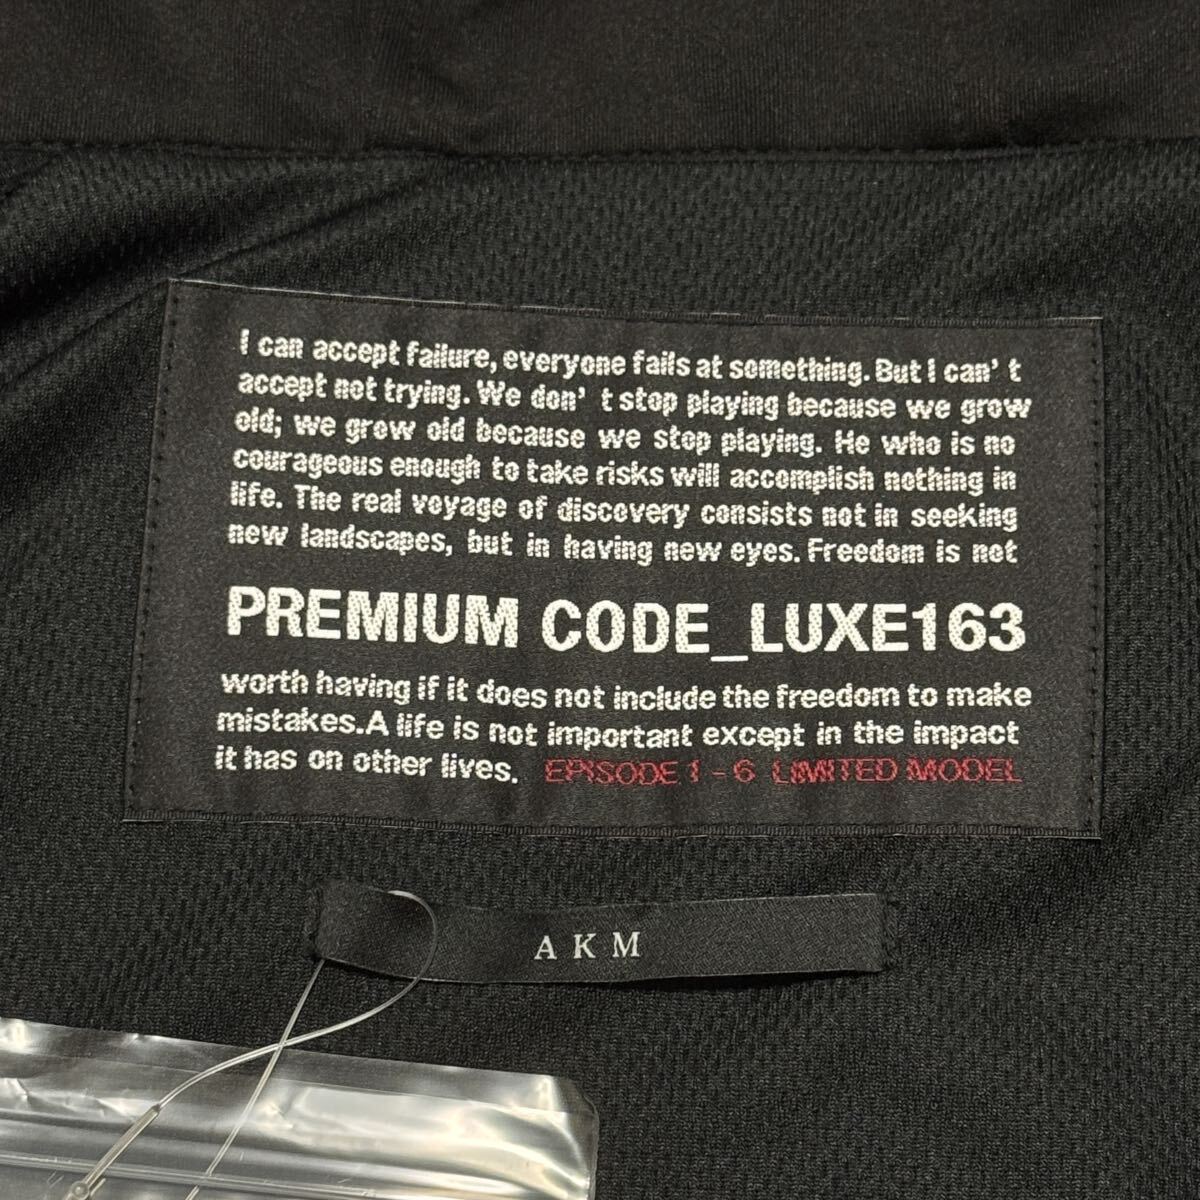 I can accept failure, everyone fails at something. But I can't
accept not trying. We don't stop playing because we grow
old; we grow old because we stop playing. He who is no
courageous enough to take risks will accomplish nothing in
life. The real voyage of discovery consists not in seeking
new landscapes, but in having new eyes. Freedom is not
PREMIUM CODE_LUXE163
worth having if it does not include the freedom to make
mistakes.A life is not important except in the impact
it has on other lives. EPISODE 1-6 LIMITED MODEL
AKM